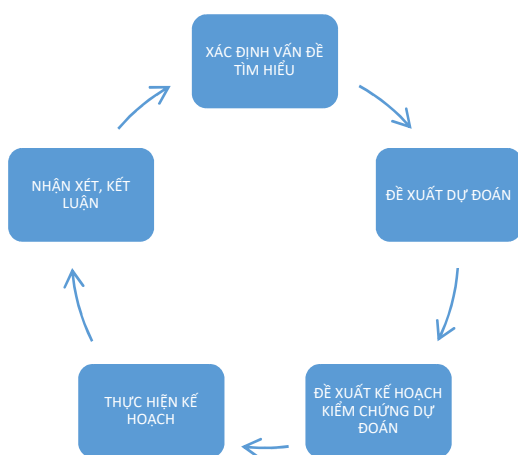 XÁC ĐỊNH VẤN ĐỀ
TÌM HIỂU
ĐỀ XUẤT DỰ ĐOÁN
ĐỀ XUẤT KẾ HOẠCH
KIỂM CHỨNG DỰ
ĐOÁN
THỰC HIỆN KẾ
HOẠCH
NHẬN XÉT, KẾT
LUẬN